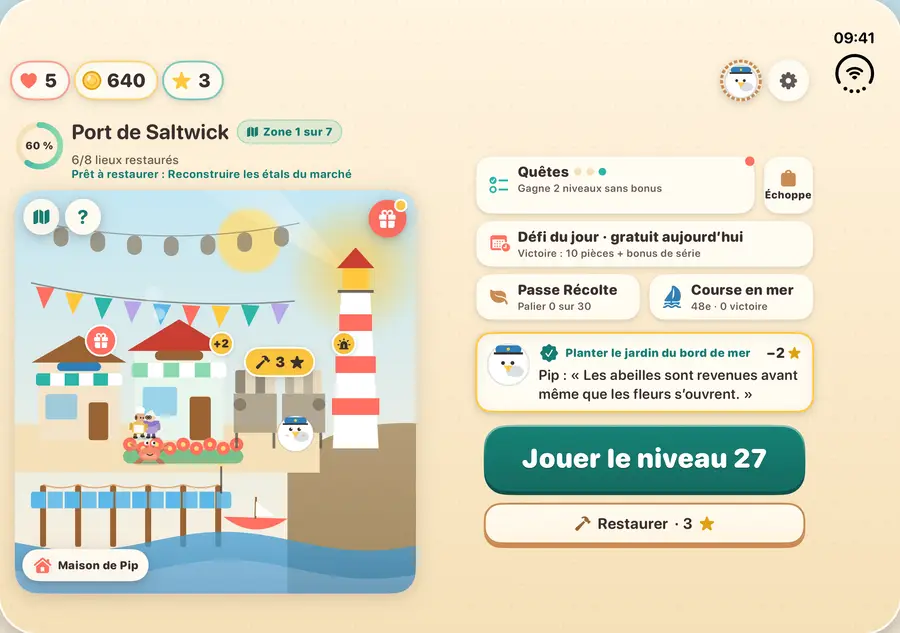 09:41
5
640
3
60 %
Port de Saltwick
Zone 1 sur 7
6/8 lieux restaurés
Prêt à restaurer : Reconstruire les étals du marché
?
+2
3
Maison de Pip
Quêtes
Gagne 2 niveaux sans bonus
Échoppe
Défi du jour · gratuit aujourd’hui
Victoire : 10 pièces + bonus de série
Passe Récolte
Palier 0 sur 30
Course en mer
48e · 0 victoire
Planter le jardin du bord de mer
−2
Pip : « Les abeilles sont revenues avant
même que les fleurs s’ouvrent. »
Jouer le niveau 27
Restaurer · 3